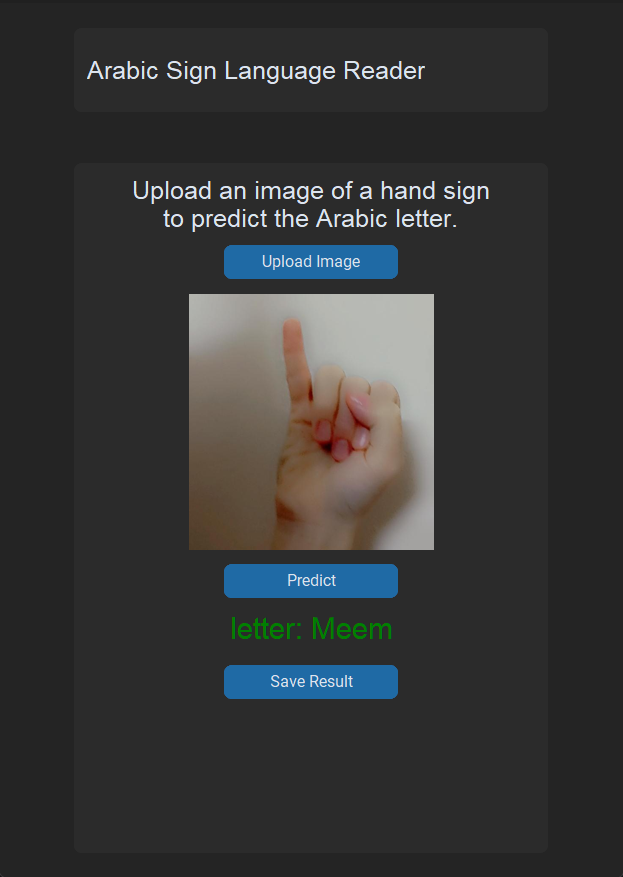 Arabic Sign Language Reader
Upload an image of a hand sign
to predict the Arabic letter.
Upload Image
Predict
letter: Meem
Save Result